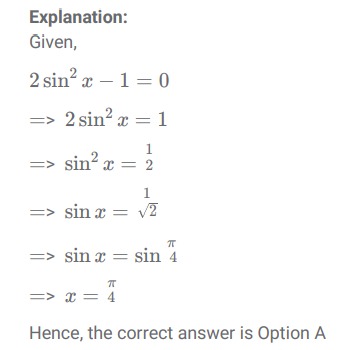 Explanation:
Given,
2 sin² x − 1 = 0
=> 2 sin² x = 1
=> sin² x = 1/2
=> sin x = 1/√2
=> sin x = sin π/4
=> x = π/4
Hence, the correct answer is Option A